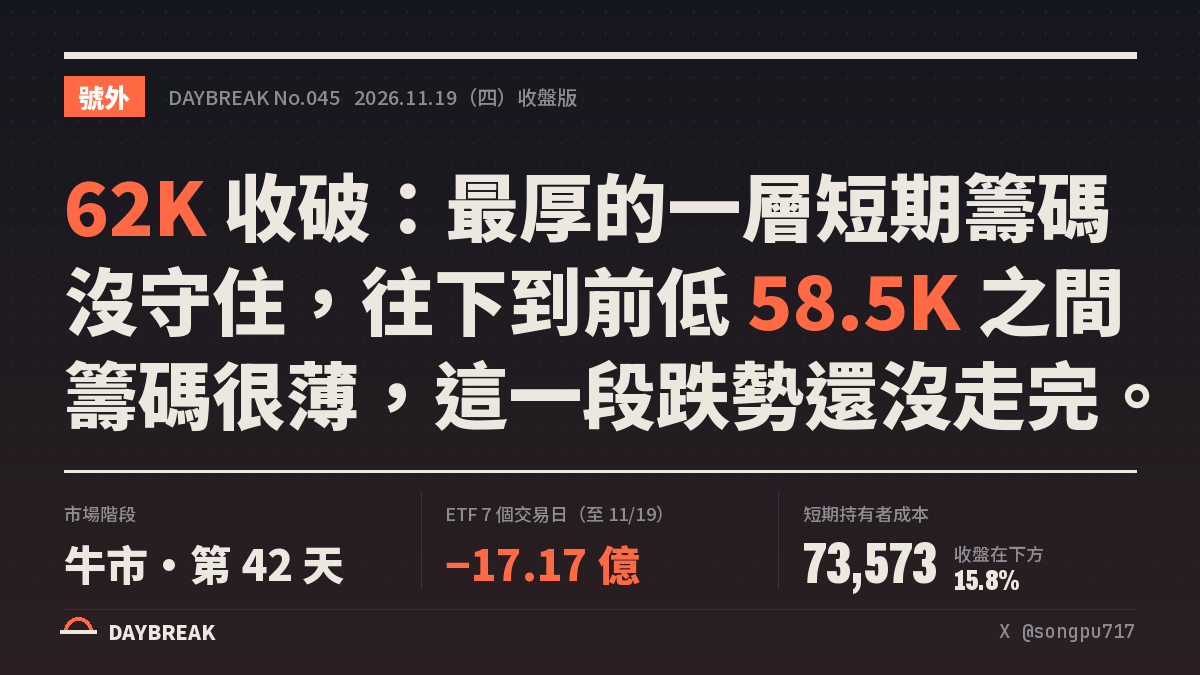 號外 DAYBREAK No.045 2026.11.19（四）收盤版
62K 收破：最厚的一層短期籌碼
沒守住，往下到前低 58.5K 之間
籌碼很薄，這一段跌勢還沒走完。
市場階段
牛市・第 42 天
ETF 7 個交易日（至 11/19）
−17.17 億
短期持有者成本
73,573 收盤在下方
15.8%
DAYBREAK
X @songpu717